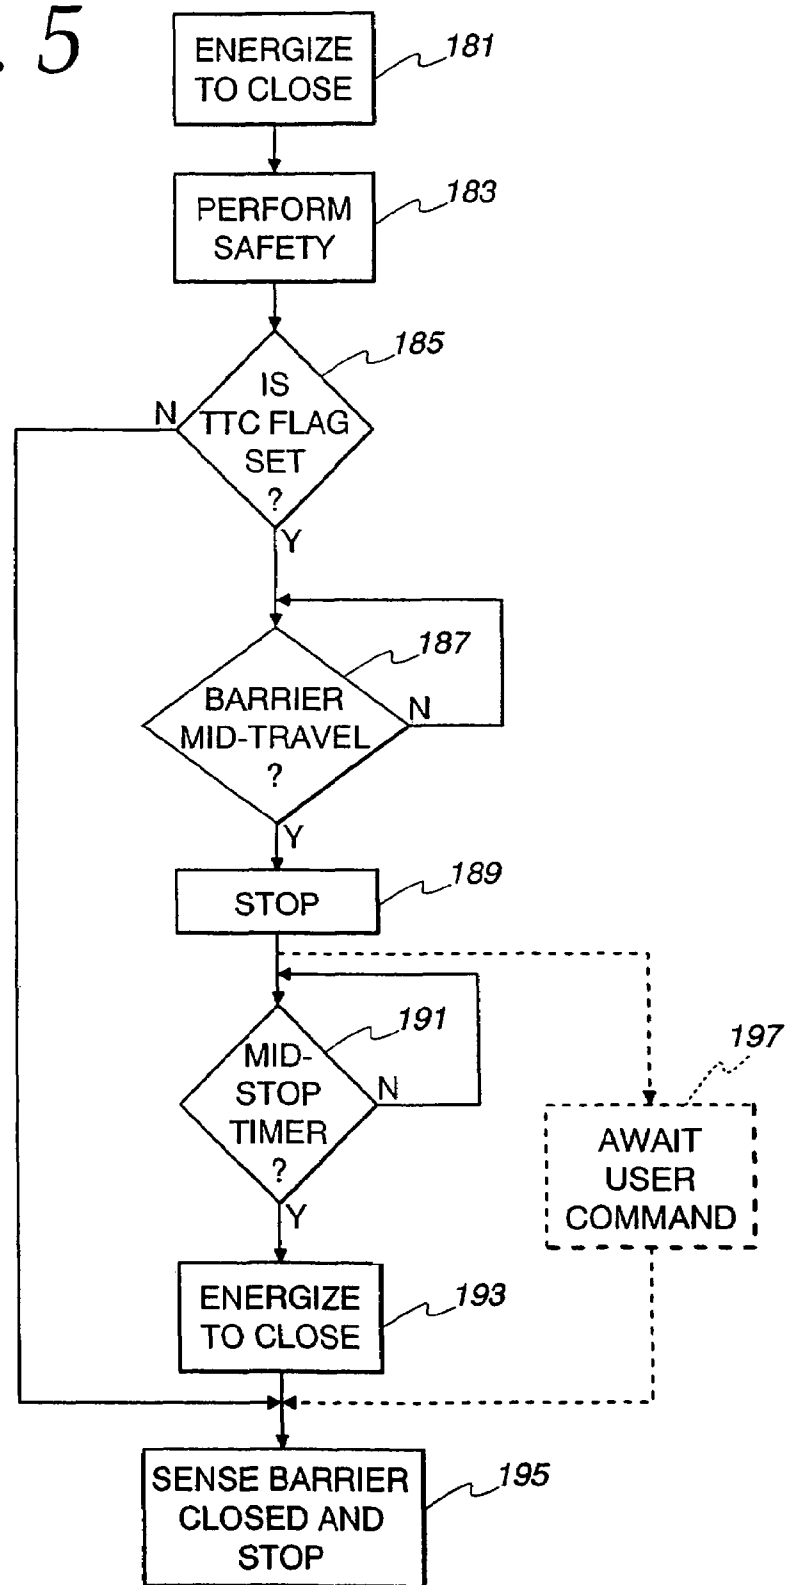 . 5
ENERGIZE
TO CLOSE
181
PERFORM
SAFETY
183
IS
TTC FLAG
SET
?
185
N
Y
BARRIER
MID-TRAVEL
?
187
N
Y
STOP
189
MID-
STOP
TIMER
?
191
N
Y
AWAIT
USER
COMMAND
197
ENERGIZE
TO CLOSE
193
SENSE BARRIER
CLOSED AND
STOP
195